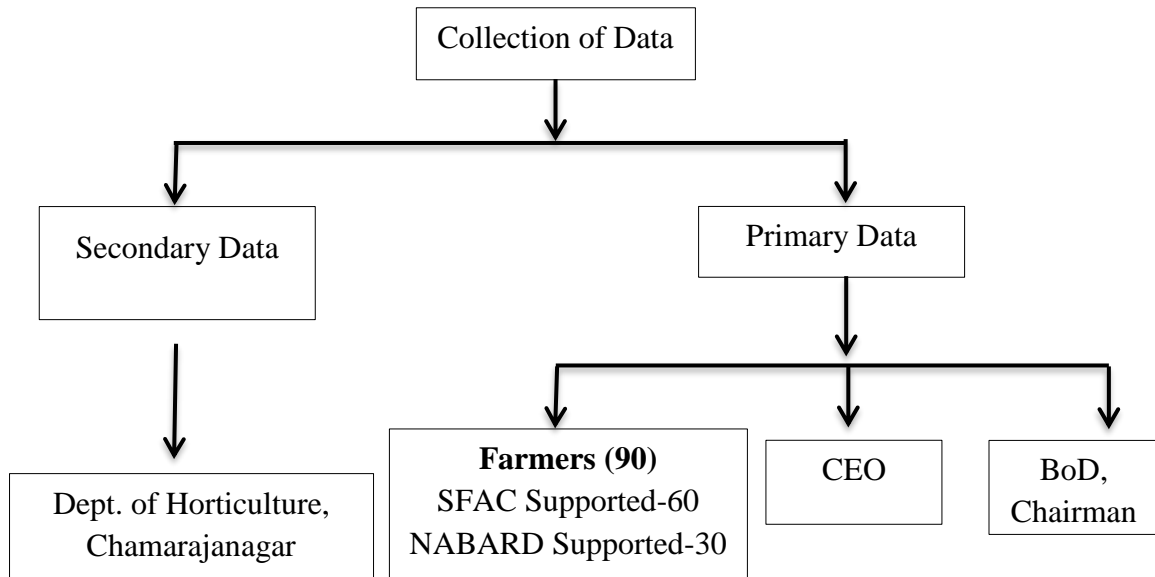 Collection of Data
Secondary Data
Primary Data
Dept. of Horticulture,
Chamarajanagar
Farmers (90)
SFAC Supported-60
NABARD Supported-30
CEO
BoD,
Chairman